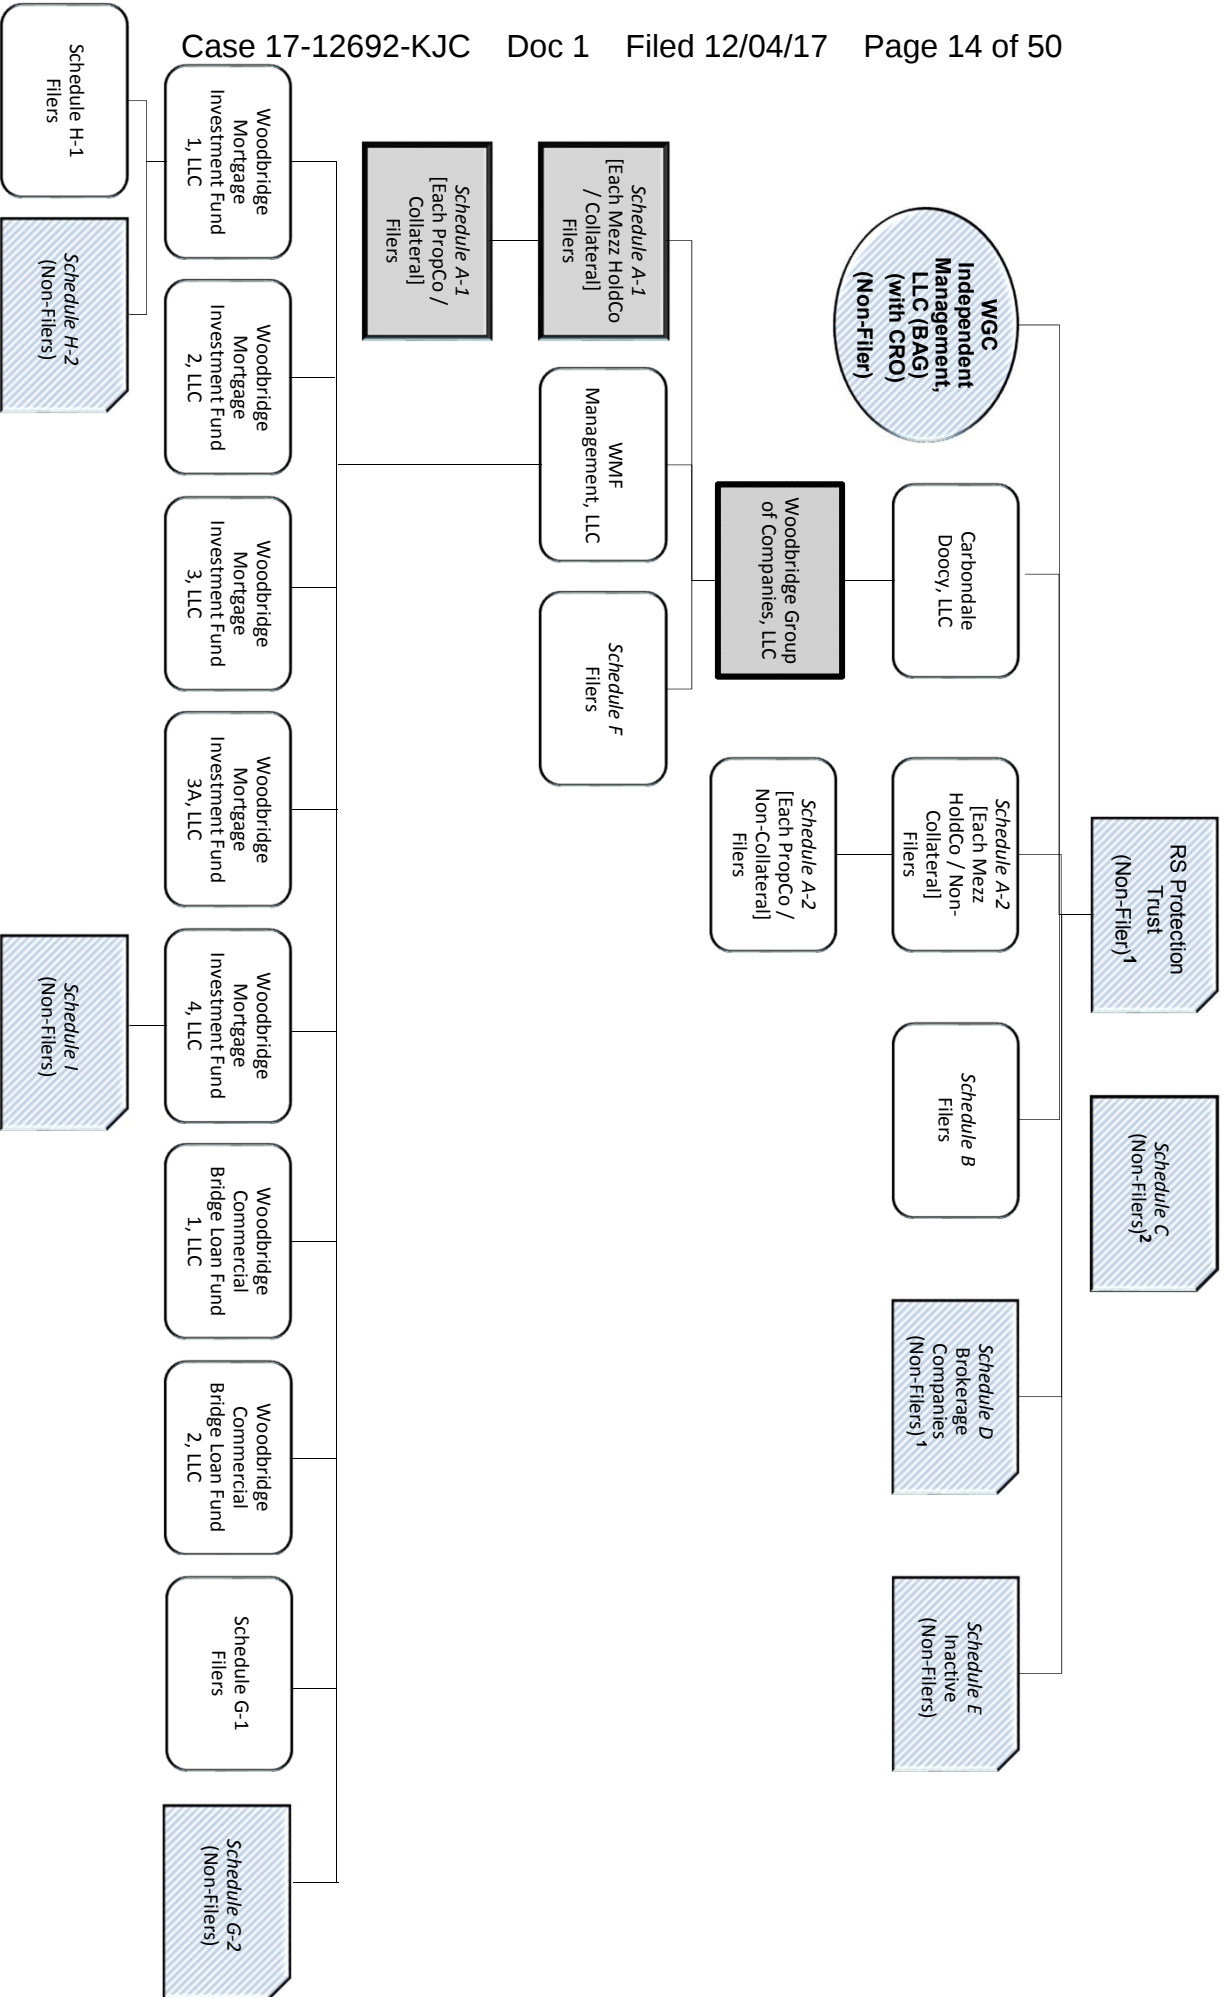 Case 17-12692-KJC Doc 1 Filed 12/04/17 Page 14 of 50
RS Protection
Trust
(Non-Filer)¹
Schedule C
(Non-Filers)²
WGC
Independent
Management,
LLC (BAG)
(with CRO)
(Non-Filer)
Carbondale
Doocy, LLC
Schedule A-2
[Each Mezz
HoldCo / Non-
Collateral]
Filers
Schedule B
Filers
Schedule D
Brokerage
Companies
(Non-Filers) ¹
Schedule E
Inactive
(Non-Filers)
Woodbridge Group
of Companies, LLC
Schedule A-2
[Each PropCo /
Non-Collateral]
Filers
Schedule A-1
[Each Mezz HoldCo
/ Collateral]
Filers
WMF
Management, LLC
Schedule F
Filers
Schedule A-1
[Each PropCo /
Collateral]
Filers
Woodbridge
Mortgage
Investment Fund
1, LLC
Woodbridge
Mortgage
Investment Fund
2, LLC
Woodbridge
Mortgage
Investment Fund
3, LLC
Woodbridge
Mortgage
Investment Fund
3A, LLC
Woodbridge
Mortgage
Investment Fund
4, LLC
Woodbridge
Commercial
Bridge Loan Fund
1, LLC
Woodbridge
Commercial
Bridge Loan Fund
2, LLC
Schedule G-1
Filers
Schedule G-2
(Non-Filers)
Schedule H-1
Filers
Schedule H-2
(Non-Filers)
Schedule I
(Non-Filers)